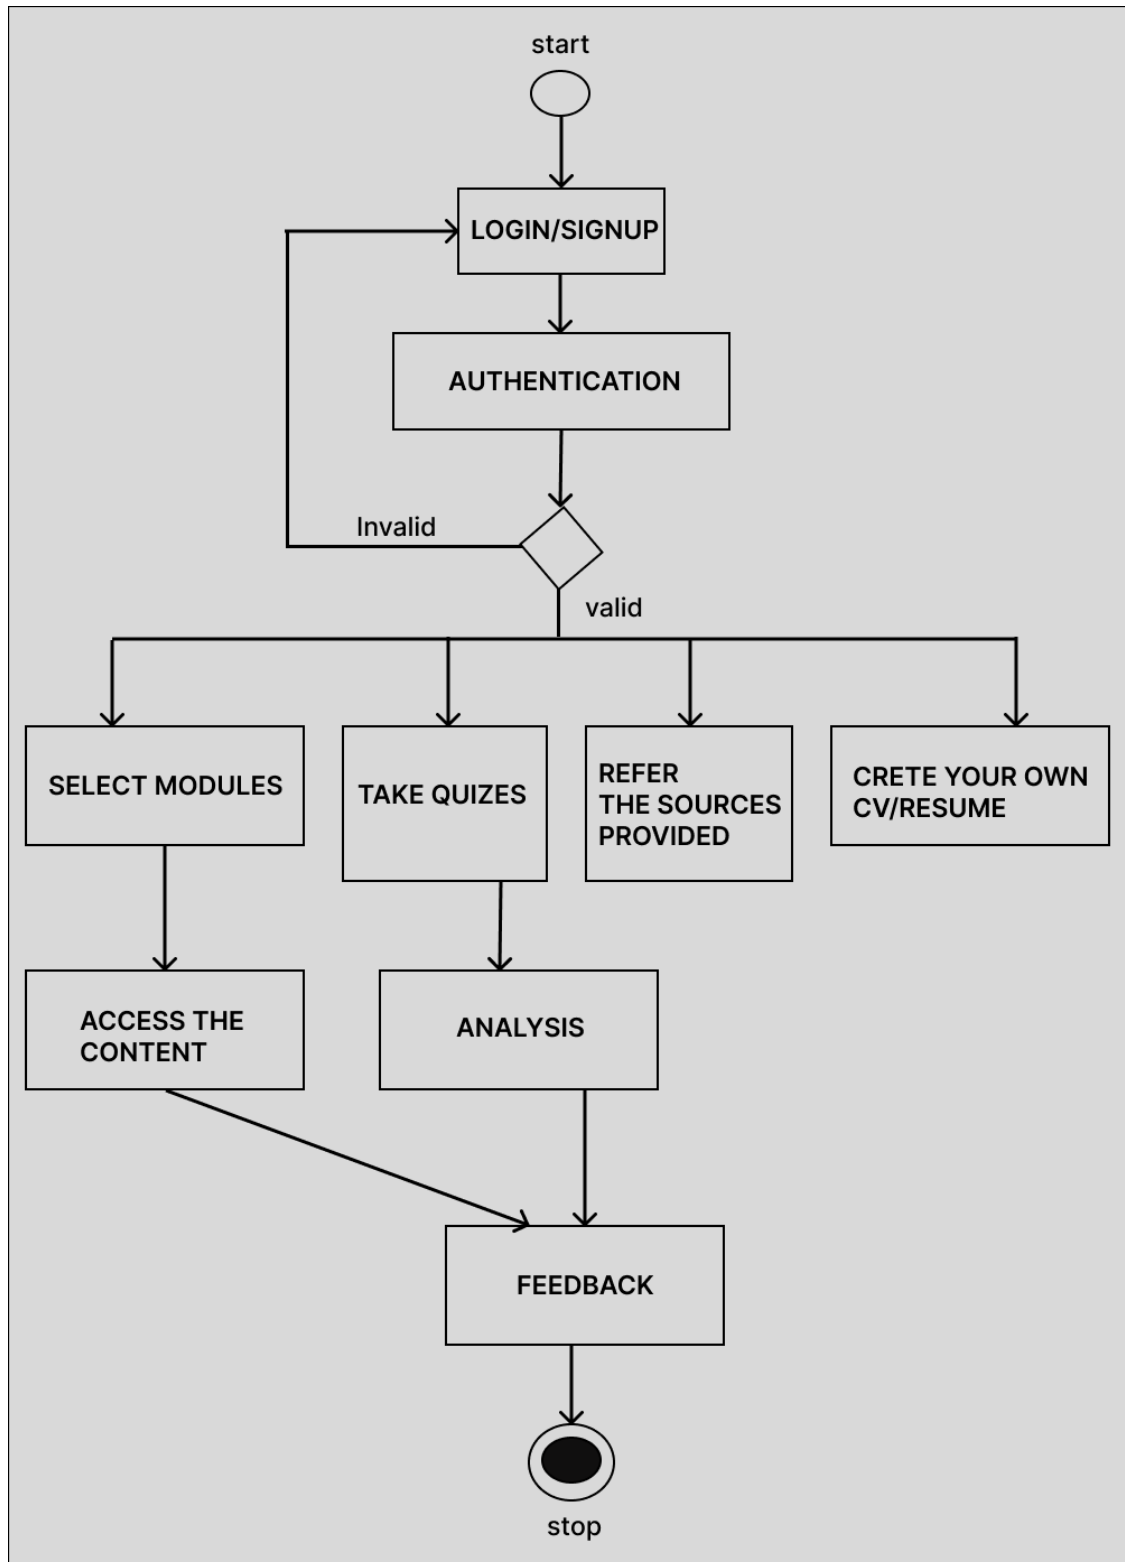 start
LOGIN/SIGNUP
AUTHENTICATION
Invalid
valid
SELECT MODULES
TAKE QUIZES
REFER
THE SOURCES
PROVIDED
CRETE YOUR OWN
CV/RESUME
ACCESS THE
CONTENT
ANALYSIS
FEEDBACK
stop